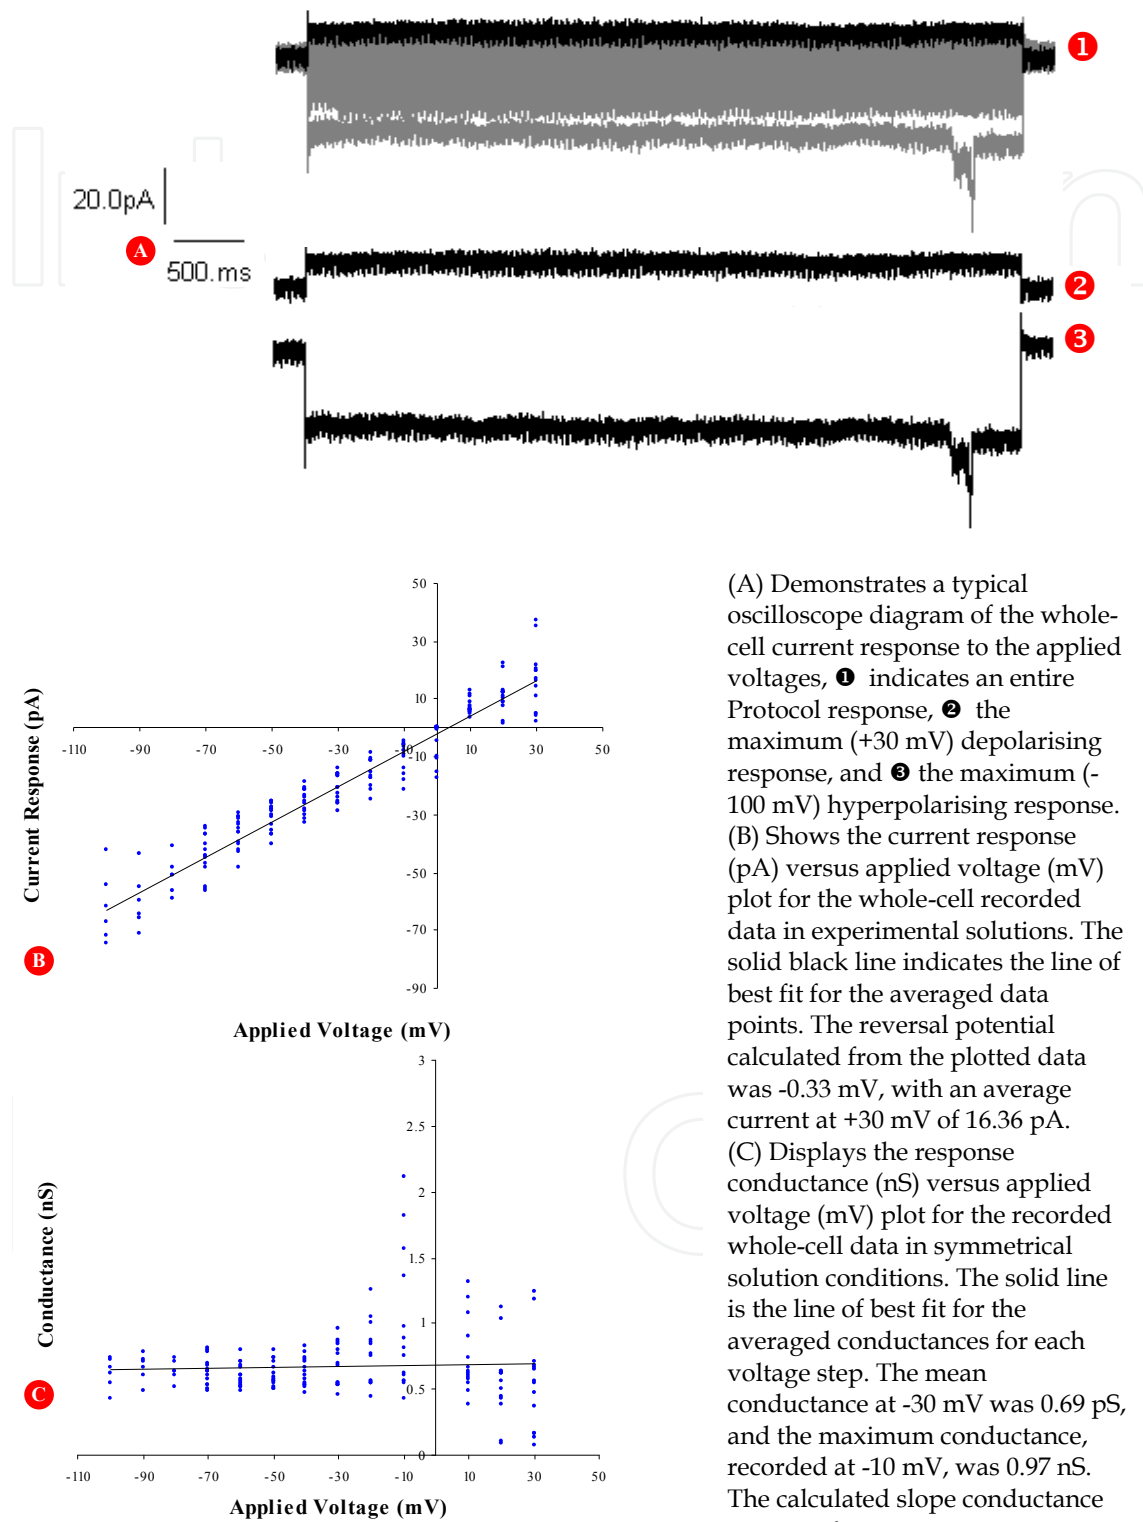 ❶
20.0pA
A
500.ms
❷
❸
50
30
10
-110
-90
-70
-50
-30
-10
10
30
50
-10
-30
-50
-70
-90
Current Response (pA)
B
Applied Voltage (mV)
3
2.5
2
1.5
1
0.5
0
-110
-90
-70
-50
-30
-10
10
30
50
Conductance (nS)
C
Applied Voltage (mV)
(A) Demonstrates a typical
oscilloscope diagram of the whole-
cell current response to the applied
voltages, ❶ indicates an entire
Protocol response, ❷ the
maximum (+30 mV) depolarising
response, and ❸ the maximum (-
100 mV) hyperpolarising response.
(B) Shows the current response
(pA) versus applied voltage (mV)
plot for the whole-cell recorded
data in experimental solutions. The
solid black line indicates the line of
best fit for the averaged data
points. The reversal potential
calculated from the plotted data
was -0.33 mV, with an average
current at +30 mV of 16.36 pA.
(C) Displays the response
conductance (nS) versus applied
voltage (mV) plot for the recorded
whole-cell data in symmetrical
solution conditions. The solid line
is the line of best fit for the
averaged conductances for each
voltage step. The mean
conductance at -30 mV was 0.69 pS,
and the maximum conductance,
recorded at -10 mV, was 0.97 nS.
The calculated slope conductance